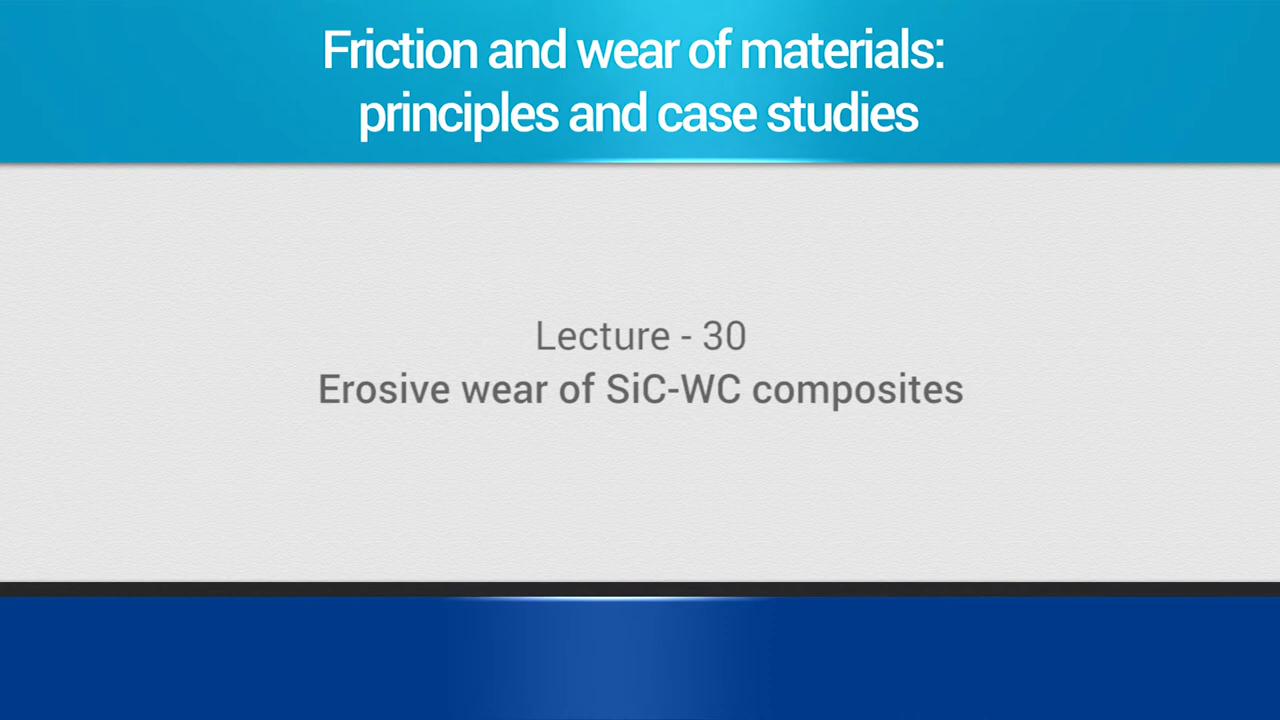 Friction and wear of materials:
principles and case studies
Lecture - 30
Erosive wear of SiC-WC composites